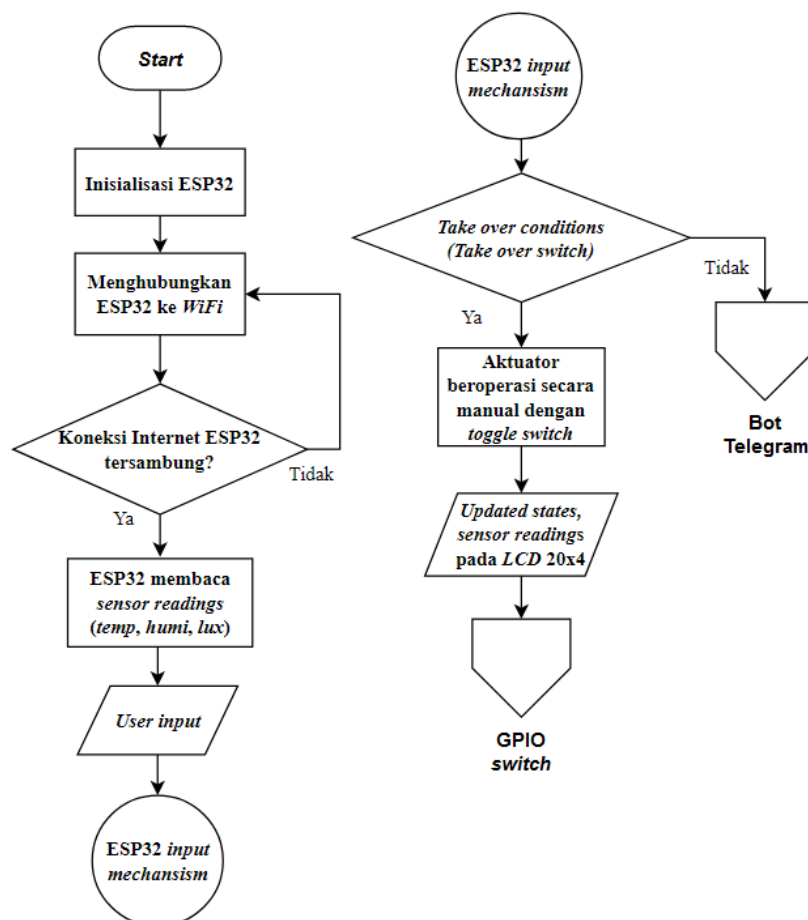 Start
Inisialisasi ESP32
Menghubungkan
ESP32 ke WiFi
Koneksi Internet ESP32
tersambung?
Tidak
Ya
ESP32 membaca
sensor readings
(temp, humi, lux)
User input
ESP32 input
mechansism
ESP32 input
mechansism
Take over conditions
(Take over switch)
Tidak
Ya
Aktuator
beroperasi secara
manual dengan
toggle switch
Bot
Telegram
Updated states,
sensor readings
pada LCD 20x4
GPIO
switch